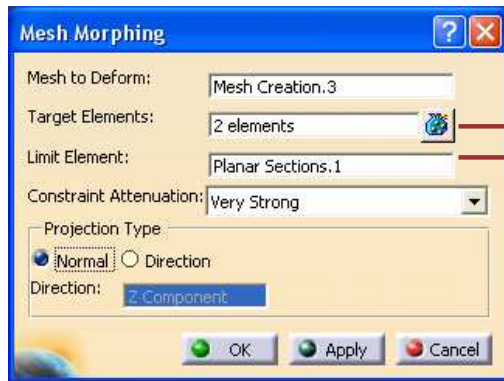 Mesh Morphing
Mesh to Deform: Mesh Creation.3
Target Elements: 2 elements
Limit Element: Planar Sections.1
Constraint Attenuation: Very Strong
Projection Type
Normal Direction
Direction: Z Component
OK Apply Cancel